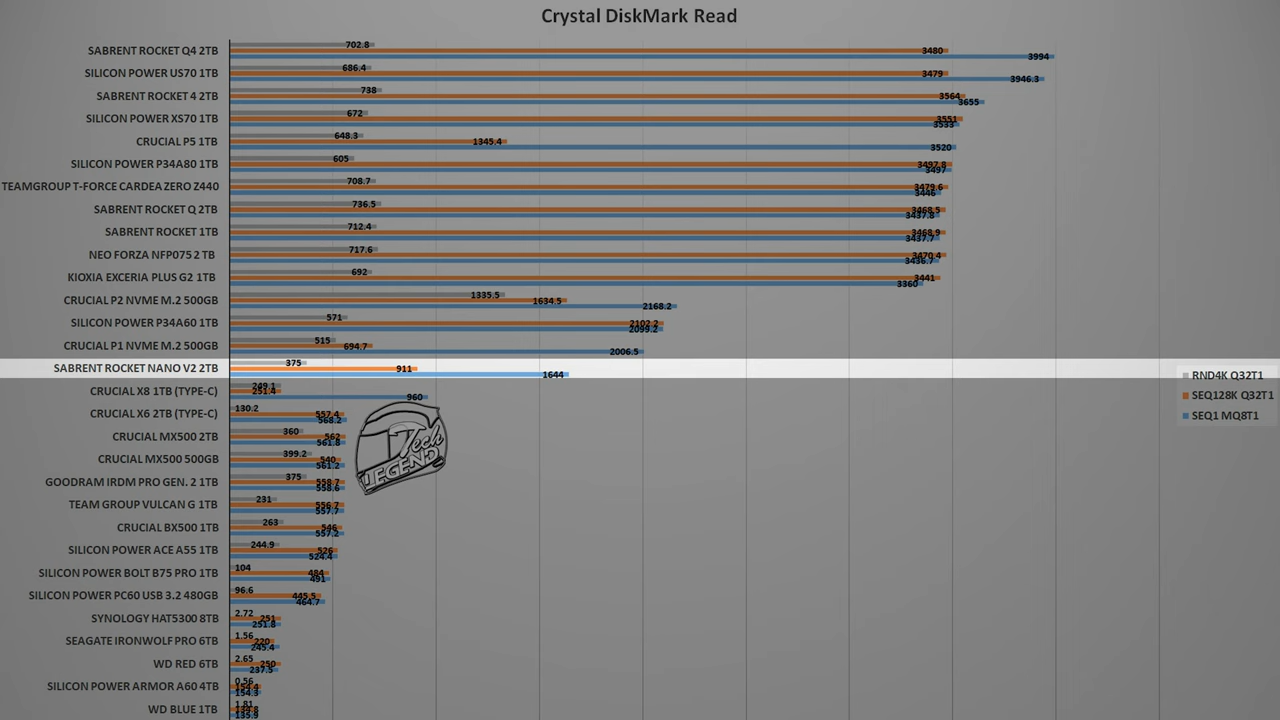 Crystal DiskMark Read
SABRENT ROCKET Q4 2TB
702.8
3480
3994
SILICON POWER US70 1TB
686.4
3479
3946.3
SABRENT ROCKET 4 2TB
738
3564
3655
SILICON POWER XS70 1TB
672
3551
3533
CRUCIAL P5 1TB
648.3
1345.4
3520
SILICON POWER P34A80 1TB
605
3497.8
3497
TEAMGROUP T-FORCE CARDEA ZERO Z440
708.7
3479.6
3446
SABRENT ROCKET Q 2TB
736.5
3468.5
3437.8
SABRENT ROCKET 1TB
712.4
3468.9
3437.7
NEO FORZA NFP075 2 TB
717.6
3470.4
3436.7
KIOXIA EXCERIA PLUS G2 1TB
692
3441
3360
CRUCIAL P2 NVME M.2 500GB
1335.5
1634.5
2168.2
SILICON POWER P34A60 1TB
571
2102.2
2099.2
CRUCIAL P1 NVME M.2 500GB
515
694.7
2006.5
SABRENT ROCKET NANO V2 2TB
375
911
1644
CRUCIAL X8 1TB (TYPE-C)
249.1
251.4
960
CRUCIAL X6 2TB (TYPE-C)
130.2
557.4
568.2
CRUCIAL MX500 2TB
360
562
561.8
CRUCIAL MX500 500GB
399.2
540
561.2
GOODRAM IRDM PRO GEN. 2 1TB
375
558.7
558.6
TEAM GROUP VULCAN G 1TB
231
556.7
557.7
CRUCIAL BX500 1TB
263
546
557.2
SILICON POWER ACE A55 1TB
244.9
526
524.4
SILICON POWER BOLT B75 PRO 1TB
104
484
491
SILICON POWER PC60 USB 3.2 480GB
96.6
445.5
464.7
SYNOLOGY HAT5300 8TB
2.72
251
251.8
SEAGATE IRONWOLF PRO 6TB
1.56
220
245.4
WD RED 6TB
2.65
250
237.5
SILICON POWER ARMOR A60 4TB
0.56
154.3
WD BLUE 1TB
1.81
135.9
RND4K Q32T1
SEQ128K Q32T1
SEQ1 MQ8T1
Tech
LEGEND